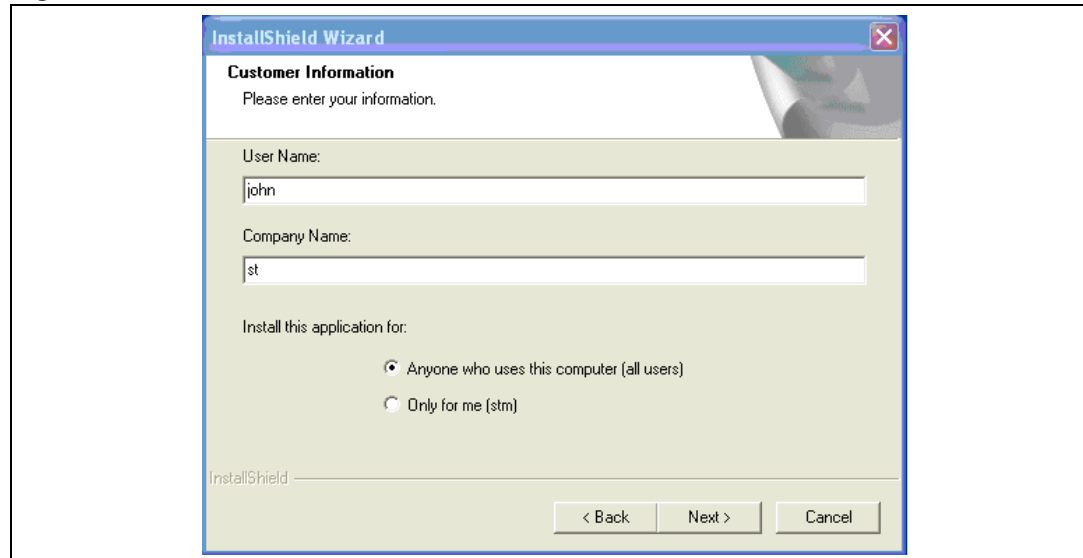 InstallShield Wizard
Customer Information
Please enter your information.
User Name:
john
Company Name:
st
Install this application for:
Anyone who uses this computer (all users)
Only for me (stm)
InstallShield
< Back Next > Cancel